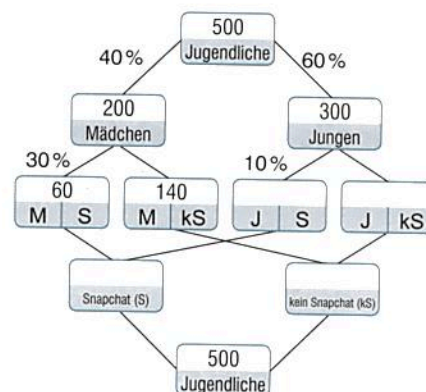 500
Jugendliche
40% 60%
200 300
Mädchen Jungen
30% 10%
60 140
M S M kS J S J kS
Snapchat (S) kein Snapchat (kS)
500
Jugendliche